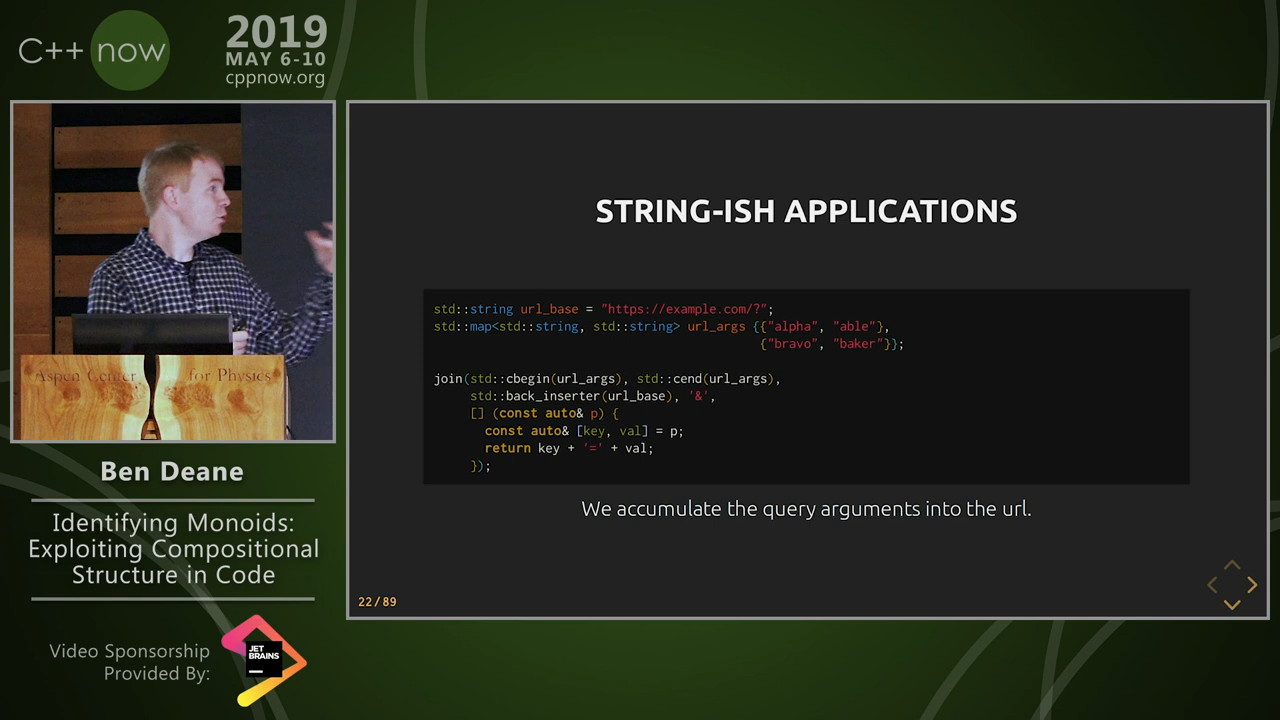 C++ now
2019
MAY 6-10
cppnow.org
Aspen Center for Physics
Ben Deane
Identifying Monoids:
Exploiting Compositional
Structure in Code
Video Sponsorship
Provided By:
JET
BRAINS
STRING-ISH APPLICATIONS
std::string url_base = "https://example.com/?";
std::map<std::string, std::string> url_args {{"alpha", "able"},
{"bravo", "baker"}};
join(std::cbegin(url_args), std::cend(url_args),
std::back_inserter(url_base), '&',
[] (const auto& p) {
const auto& [key, val] = p;
return key + '=' + val;
});
We accumulate the query arguments into the url.
22/89